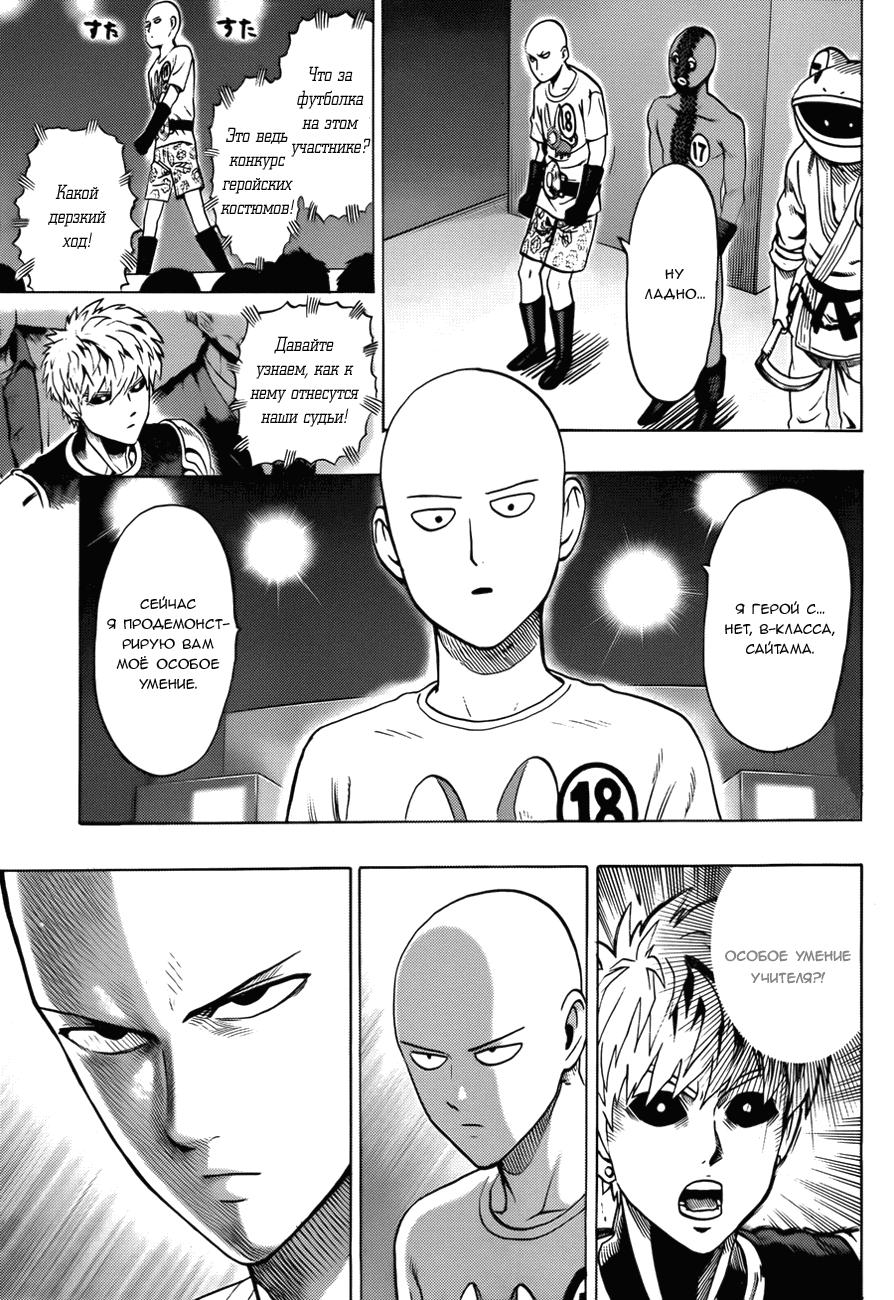 НУ
ЛАДНО...
18
17
すた
すた
Что за
футболка
на этом
участнике?
Это ведь
конкурс
геройских
костюмов!
Какой
дерзкий
ход!
Давайте
узнаем, как к
нему отнесутся
наши судьи!
Я ГЕРОЙ С...
НЕТ, B-КЛАССА,
САЙТАМА.
СЕЙЧАС
Я ПРОДЕМОНСТ-
РИРУЮ ВАМ
МОЁ ОСОБОЕ
УМЕНИЕ.
18
ОСОБОЕ УМЕНИЕ
УЧИТЕЛЯ?!